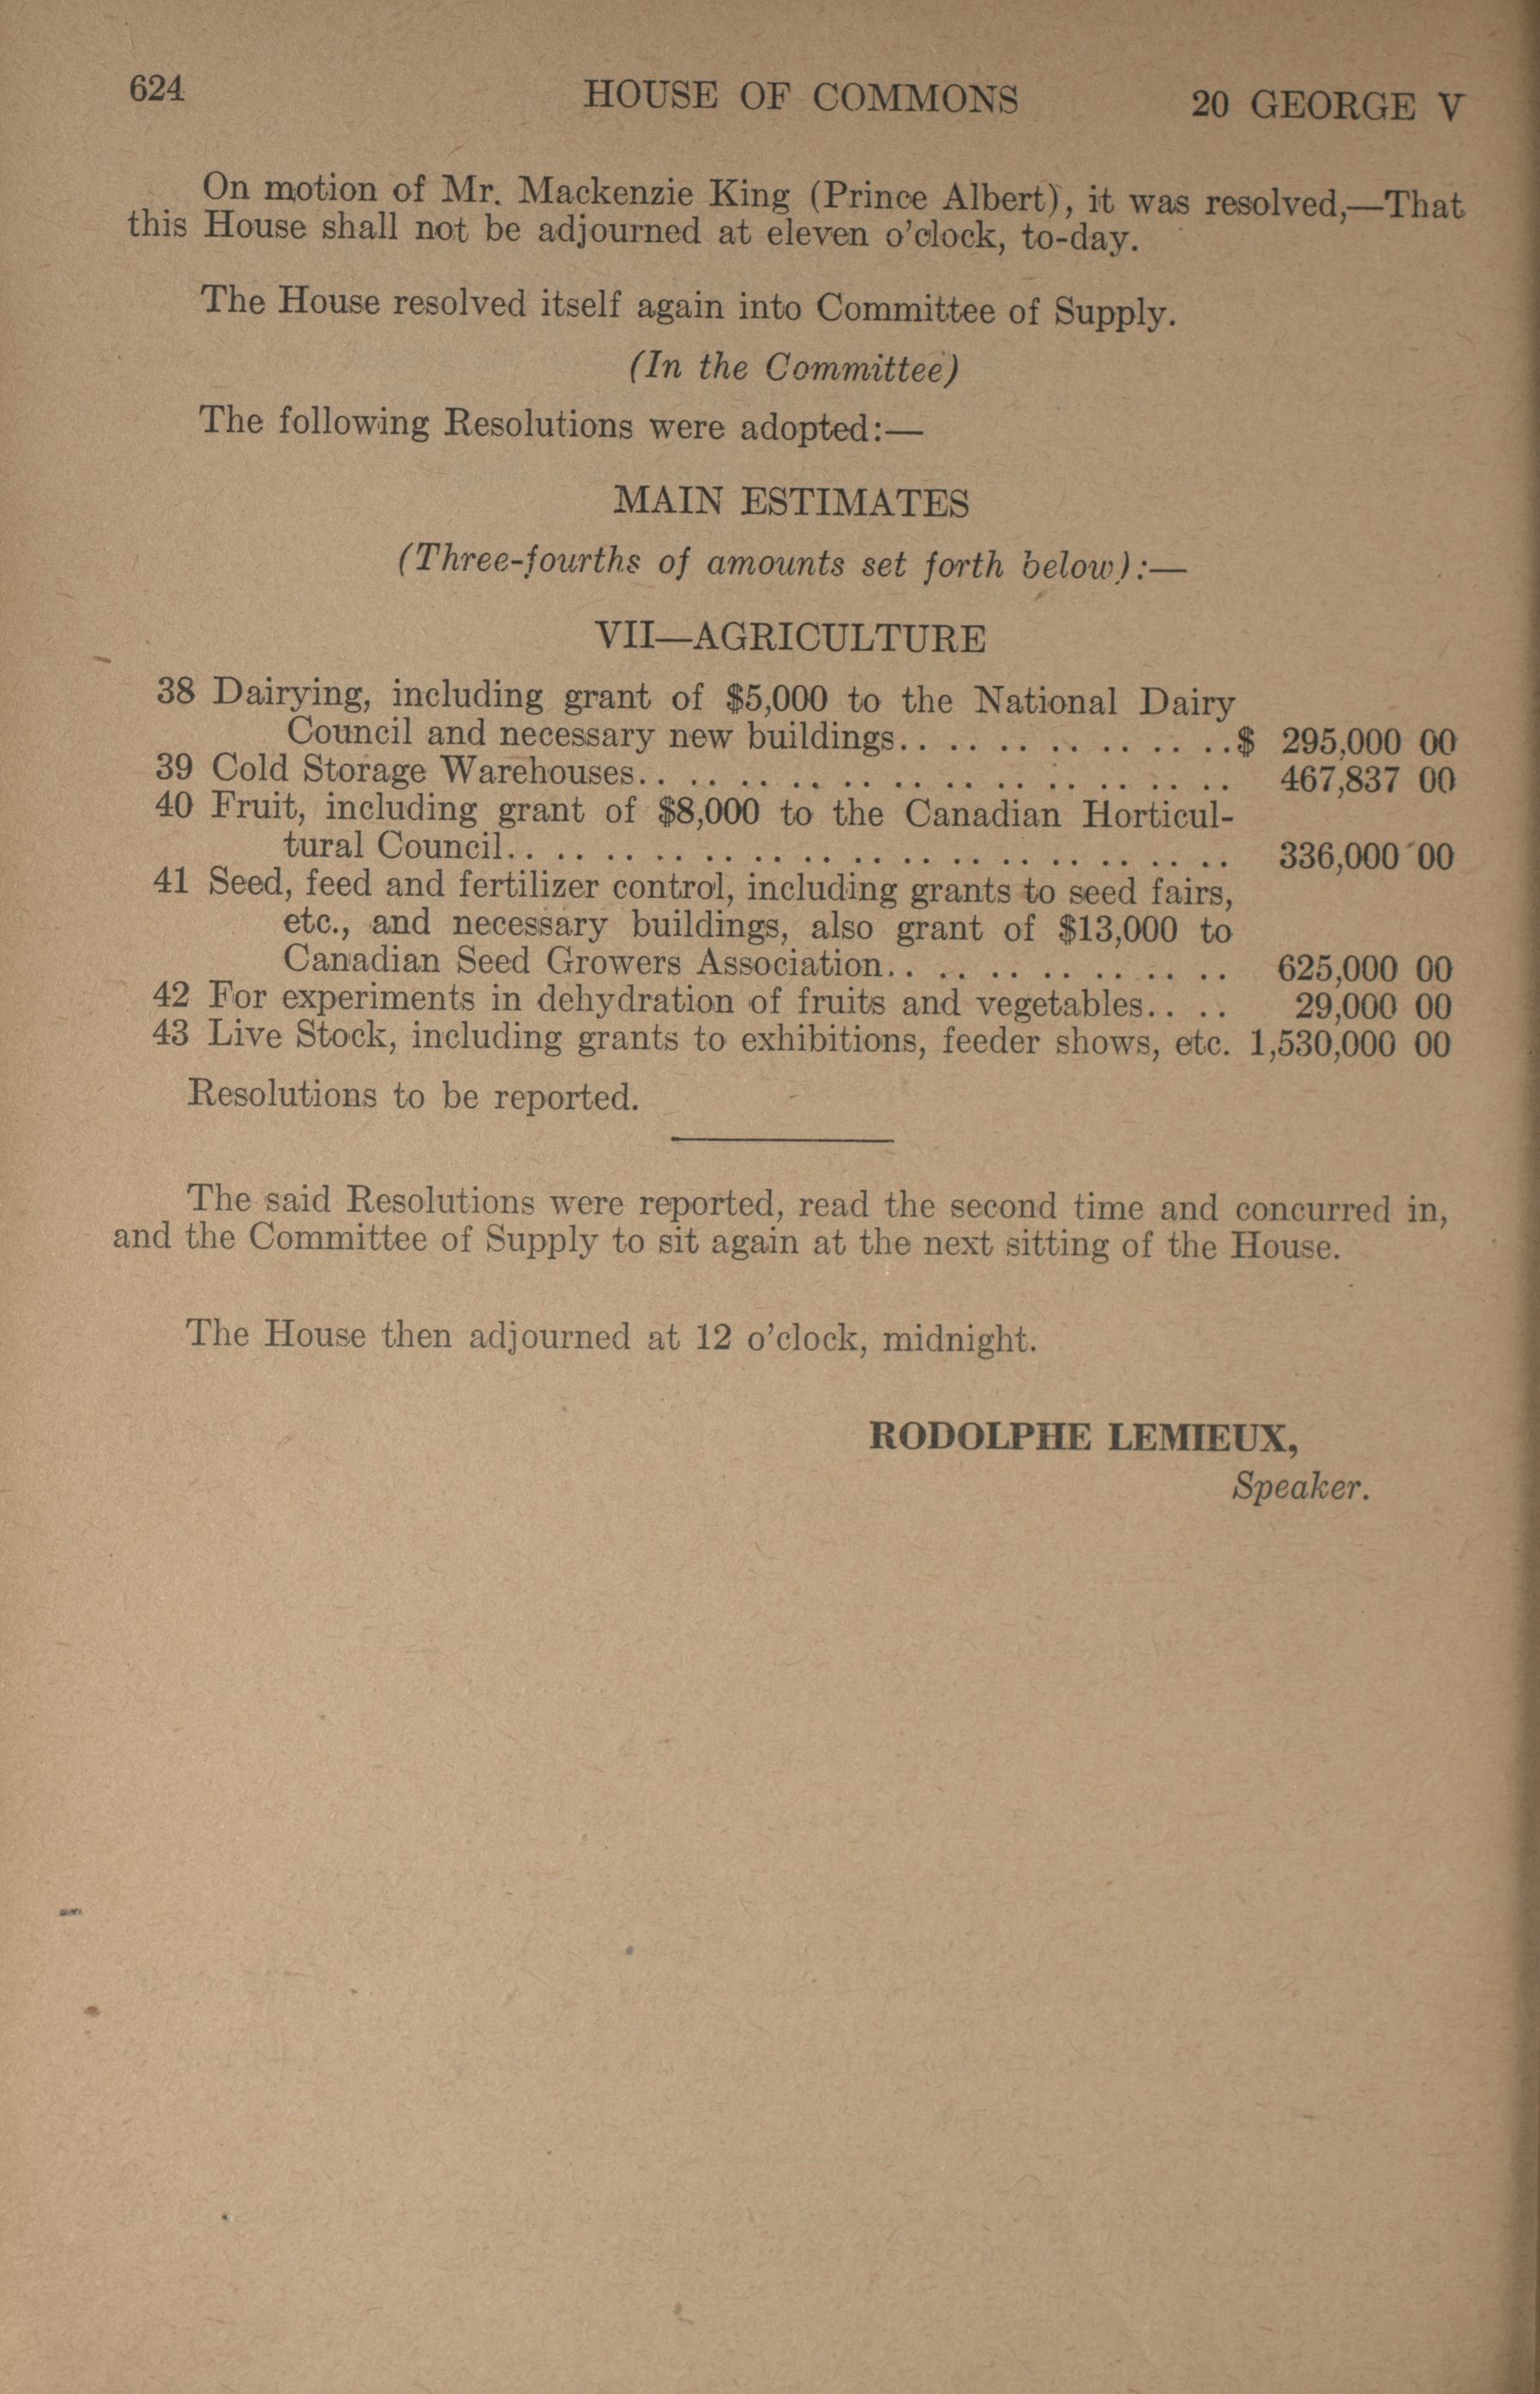 624 HOUSE OF COMMONS 20 GEORGE V
On motion of Mr. Mackenzie King (Prince Albert), it was resolved,—That
this House shall not be adjourned at eleven o'clock, to-day.
The House resolved itself again into Committee of Supply.
(In the Committee)
The following Resolutions were adopted:—
MAIN ESTIMATES
(Three-fourths of amounts set forth below):—
VII—AGRICULTURE
38 Dairying, including grant of $5,000 to the National Dairy
Council and necessary new buildings.. .. .. .. .. .. .. ..$ 295,000 00
39 Cold Storage Warehouses.. .. .. .. .. .. .. .. .. .. .. .. 467,837 00
40 Fruit, including grant of $8,000 to the Canadian Horticul-
tural Council.. .. .. .. .. .. .. .. .. .. .. .. .. .. .. 336,000 00
41 Seed, feed and fertilizer control, including grants to seed fairs,
etc., and necessary buildings, also grant of $13,000 to
Canadian Seed Growers Association.. .. .. .. .. .. .. .. 625,000 00
42 For experiments in dehydration of fruits and vegetables.. .. 29,000 00
43 Live Stock, including grants to exhibitions, feeder shows, etc. 1,530,000 00
Resolutions to be reported.
The said Resolutions were reported, read the second time and concurred in,
and the Committee of Supply to sit again at the next sitting of the House.
The House then adjourned at 12 o'clock, midnight.
RODOLPHE LEMIEUX,
Speaker.